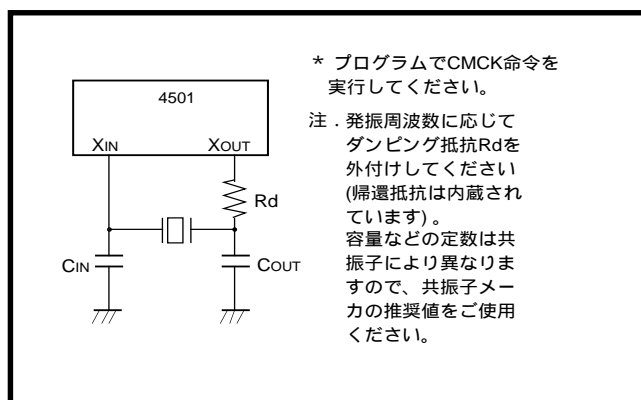 4501
XIN
XOUT
Rd
CIN
COUT
* プログラムでCMCK命令を
実行してください。
注．発振周波数に応じて
ダンピング抵抗Rdを
外付けしてください
(帰還抵抗は内蔵され
ています)。
容量などの定数は共
振子により異なりま
すので、共振子メー
カの推奨値をご使用
ください。